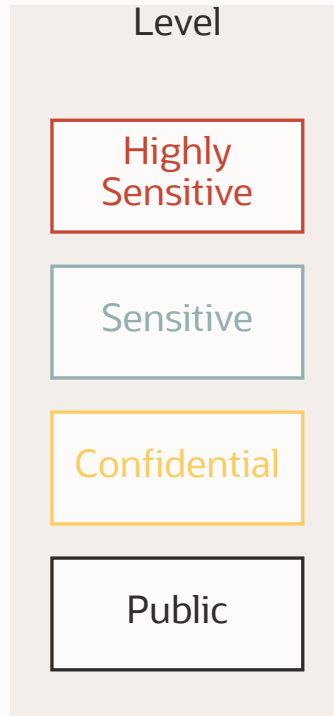 Level
Highly
Sensitive
Sensitive
Confidential
Public